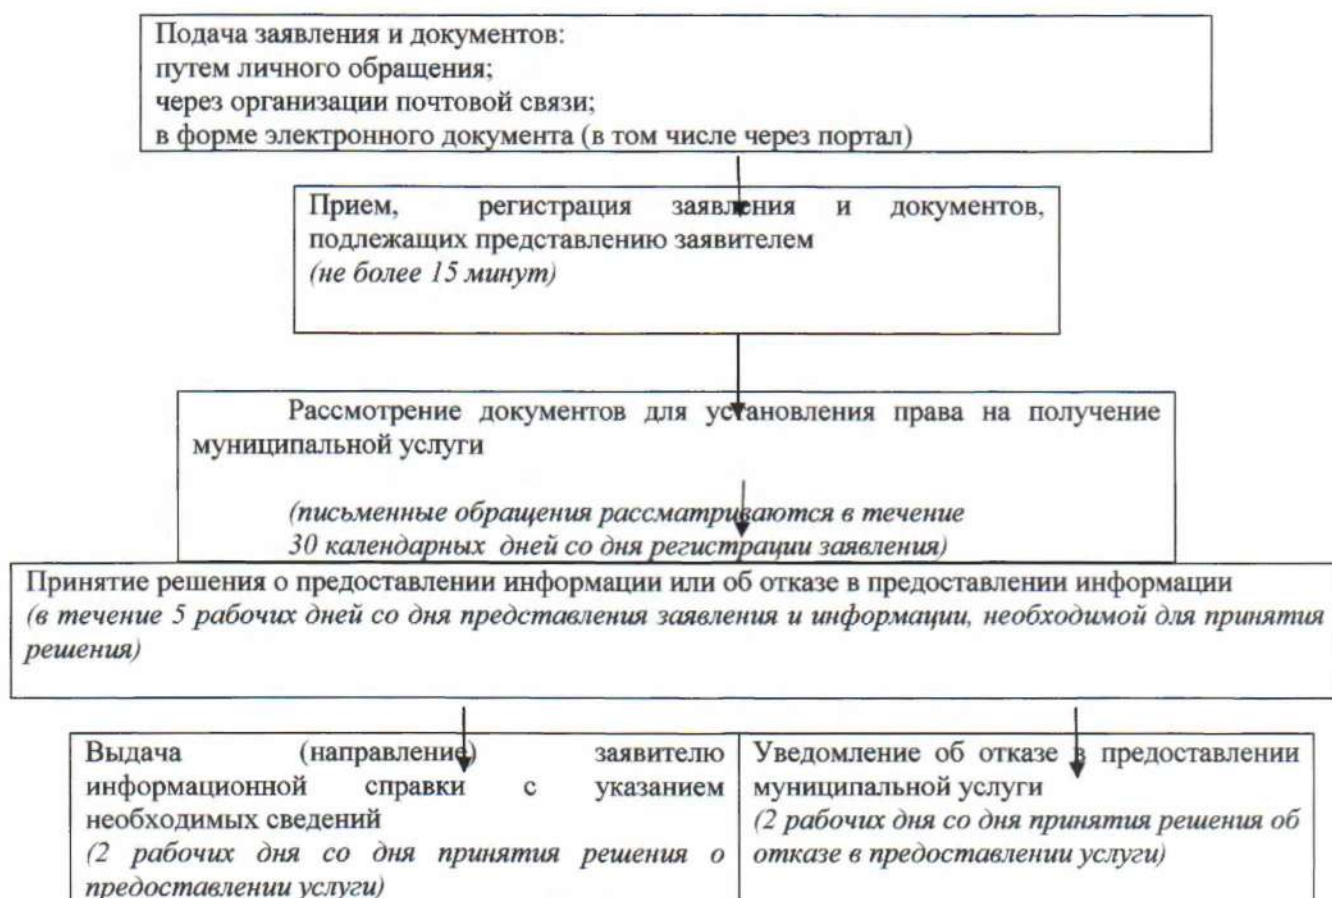 Подача заявления и документов:
путем личного обращения;
через организации почтовой связи;
в форме электронного документа (в том числе через портал)
Прием, регистрация заявления и документов,
подлежащих представлению заявителем
(не более 15 минут)
Рассмотрение документов для установления права на получение
муниципальной услуги
(письменные обращения рассматриваются в течение
30 календарных дней со дня регистрации заявления)
Принятие решения о предоставлении информации или об отказе в предоставлении информации
(в течение 5 рабочих дней со дня представления заявления и информации, необходимой для принятия
решения)
Выдача (направление) заявителю
информационной справки с указанием
необходимых сведений
(2 рабочих дня со дня принятия решения о
предоставлении услуги)
Уведомление об отказе в предоставлении
муниципальной услуги
(2 рабочих дня со дня принятия решения об
отказе в предоставлении услуги)